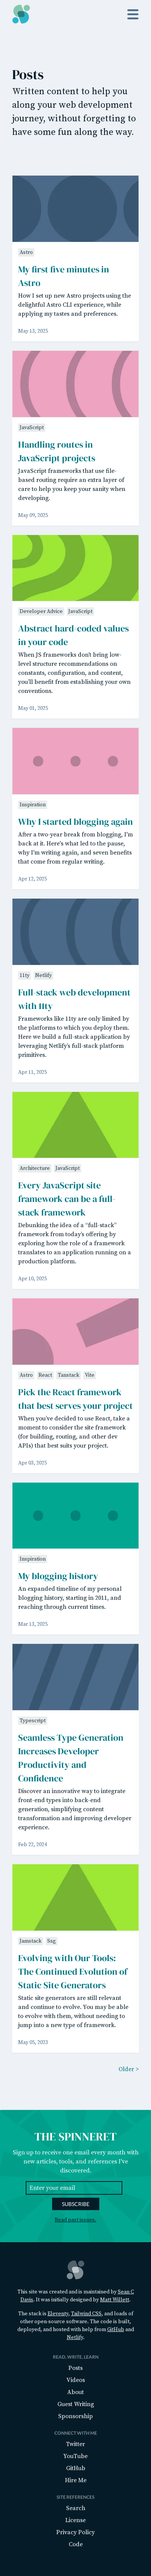 Posts
Written content to help you
along your web development
journey, without forgetting to
have some fun along the way.
Astro
My first five minutes in
Astro
How I set up new Astro projects using the
delightful Astro CLI experience, while
applying my tastes and preferences.
May 13, 2025
JavaScript
Handling routes in
JavaScript projects
JavaScript frameworks that use file-
based routing require an extra layer of
care to help you keep your sanity when
developing.
May 09, 2025
Developer Advice JavaScript
Abstract hard-coded values
in your code
When JS frameworks don't bring low-
level structure recommendations on
constants, configuration, and content,
you'll benefit from establishing your own
conventions.
May 01, 2025
Inspiration
Why I started blogging again
After a two-year break from blogging, I'm
back at it. Here's what led to the pause,
why I'm writing again, and seven benefits
that come from regular writing.
Apr 12, 2025
11ty Netlify
Full-stack web development
with 11ty
Frameworks like 11ty are only limited by
the platforms to which you deploy them.
Here we build a full-stack application by
leveraging Netlify's full-stack platform
primitives.
Apr 11, 2025
Architecture JavaScript
Every JavaScript site
framework can be a full-
stack framework
Debunking the idea of a "full-stack"
framework from today's offering by
exploring how the role of a framework
translates to an application running on a
production platform.
Apr 10, 2025
Astro React Tanstack Vite
Pick the React framework
that best serves your project
When you've decided to use React, take a
moment to consider the site framework
(for building, routing, and other dev
APIs) that best suits your project.
Apr 03, 2025
Inspiration
My blogging history
An expanded timeline of my personal
blogging history, starting in 2011, and
reaching through current times.
Mar 13, 2025
Typescript
Seamless Type Generation
Increases Developer
Productivity and
Confidence
Discover an innovative way to integrate
front-end types into back-end
generation, simplifying content
transformation and improving developer
experience.
Feb 22, 2024
Jamstack Ssg
Evolving with Our Tools:
The Continued Evolution of
Static Site Generators
Static site generators are still relevant
and continue to evolve. You may be able
to evolve with them, without needing to
jump into a new type of framework.
May 05, 2023
Older >
THE SPINNERET
Sign up to receive one email every month with
new articles, tools, and experiences I've
discovered.
Enter your email
SUBSCRIBE
Read past issues.
This site was created and is maintained by Sean C
Davis. It was initially designed by Matt Willett.
The stack is Eleventy, Tailwind CSS, and loads of
other open-source software. The code is built,
deployed, and hosted with help from GitHub and
Netlify.
READ, WRITE, LEARN
Posts
Videos
About
Guest Writing
Sponsorship
CONNECT WITH ME
Twitter
YouTube
GitHub
Hire Me
SITE REFERENCES
Search
License
Privacy Policy
Code